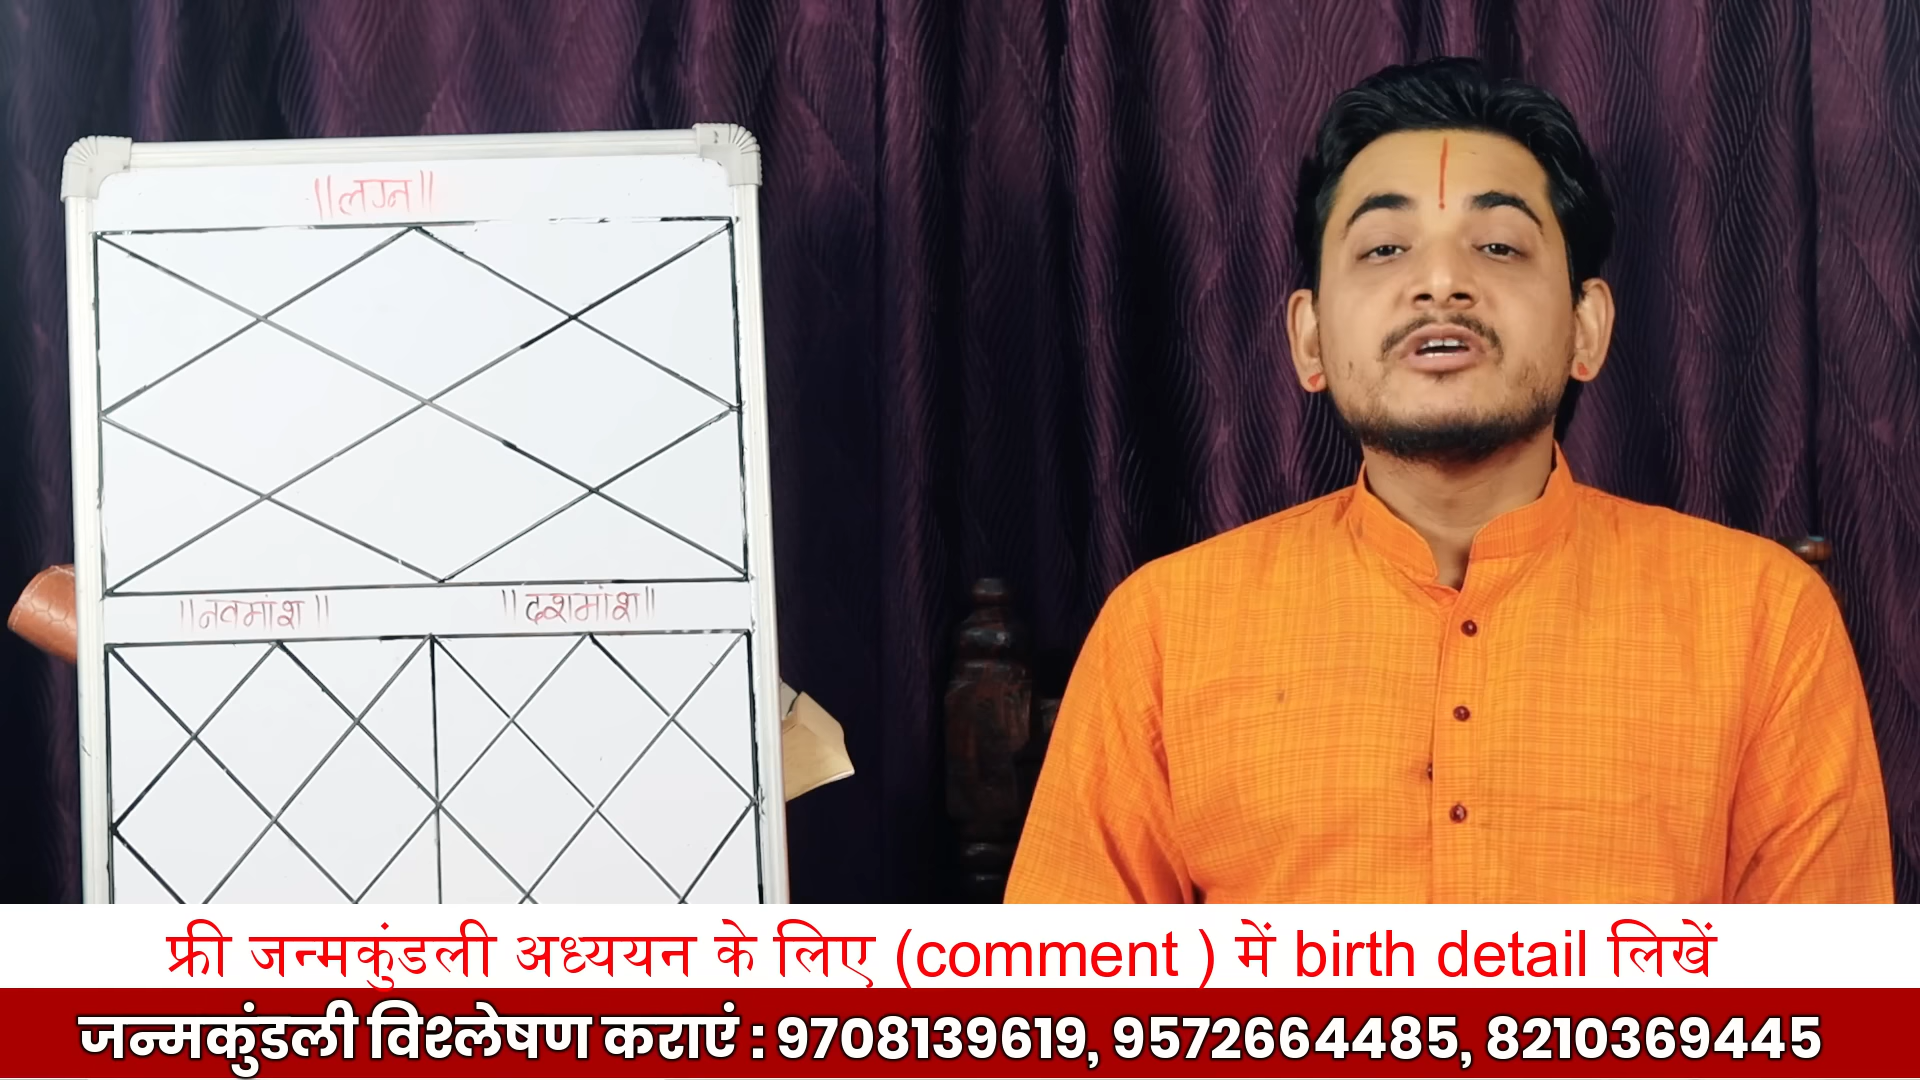 ||लग्न||
||नवमांश||
||दशमांश||
फ्री जन्मकुंडली अध्ययन के लिए (comment ) में birth detail लिखें
जन्मकुंडली विश्लेषण कराएं : 9708139619, 9572664485, 8210369445